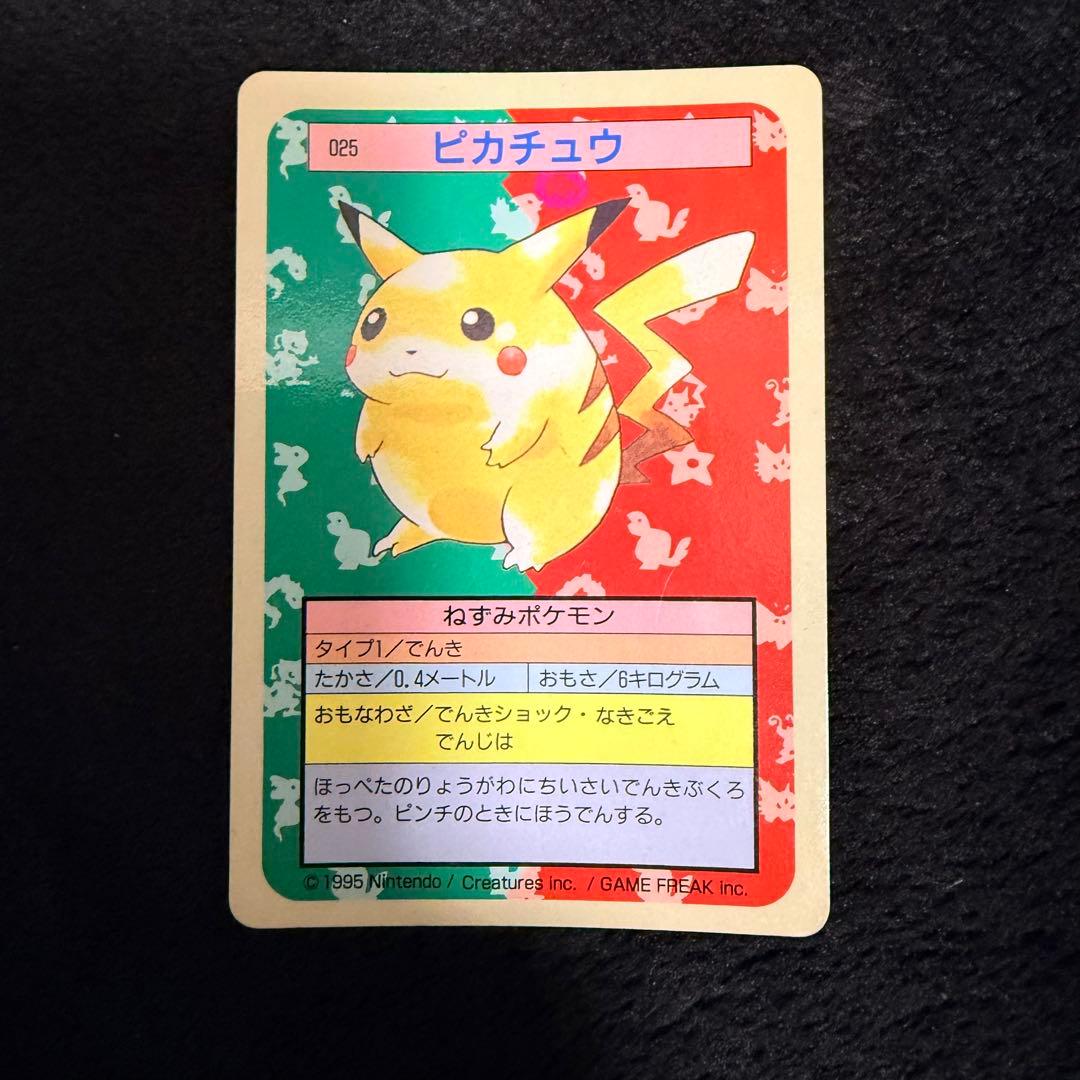 025 ピカチュウ
ねずみポケモン
タイプ1/でんき
たかさ/0.4メートル おもさ/6キログラム
おもなわざ/でんきショック・なきごえ
でんじは
ほっぺたのりょうがわにちいさいでんきぶくろ
をもつ。ピンチのときにほうでんする。
© 1995 Nintendo / Creatures inc. / GAME FREAK inc.